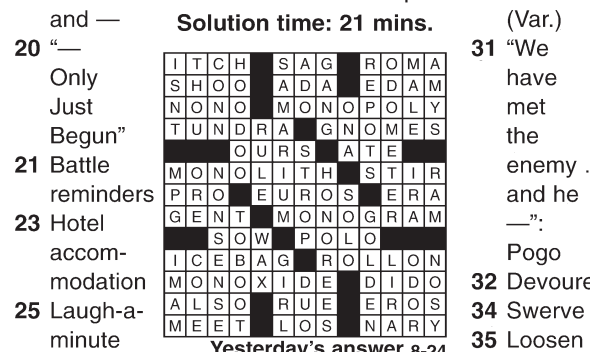 and —
20 “—
Only
Just
Begun”
21 Battle
reminders
23 Hotel
accom-
modation
25 Laugh-a-
minute
Solution time: 21 mins.
ITCH SAG ROMA
SHOO ADA EDAM
NONO MONOPOLY
TUNDRA GNOMES
OURS ATE
MONOLITH STIR
PRO EUROS ERA
GENT MONOGRAM
SOW POLO
ICEBAG ROLLON
MONOXIDE DIDO
ALSO RUE EROS
MEET LOS NARY
Yesterday’s answer 8-24
(Var.)
31 “We
have
met
the
enemy .
and he
—”:
Pogo
32 Devoure
34 Swerve
35 Loosen